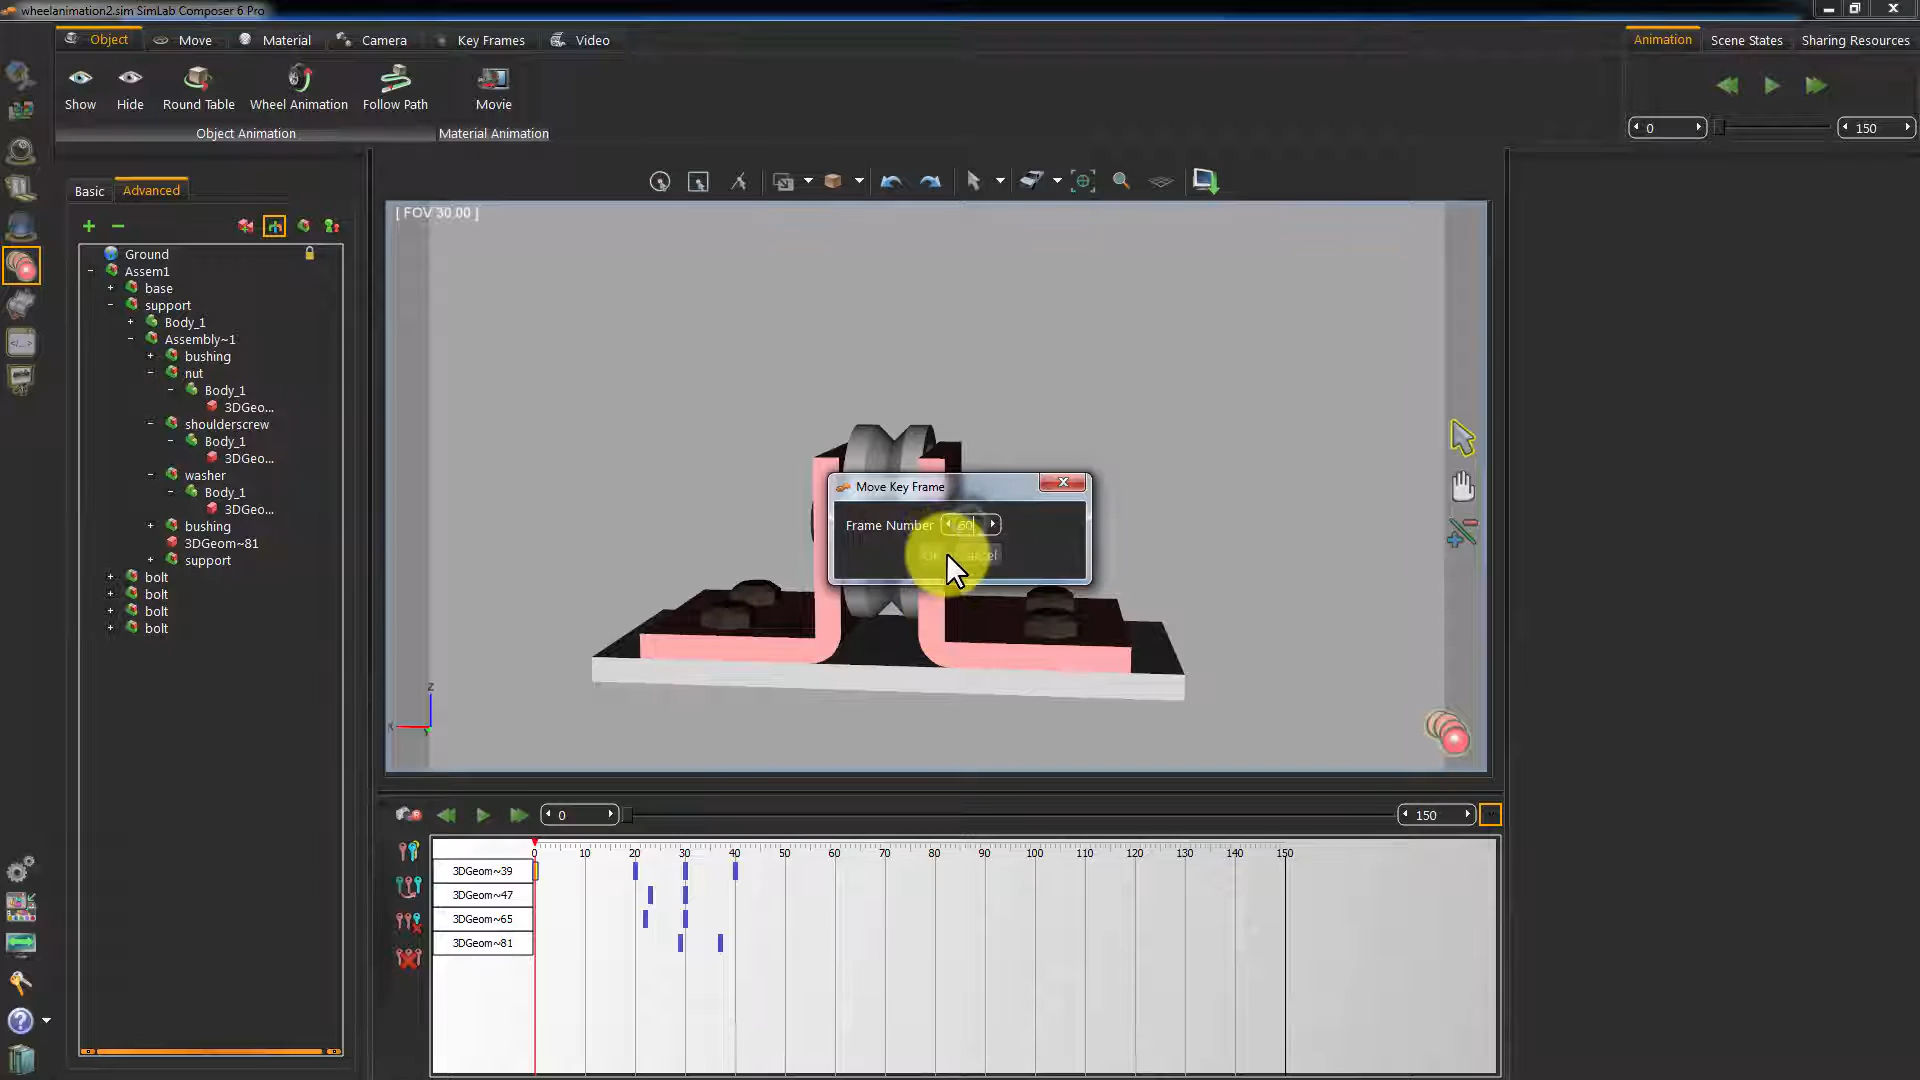 wheelanimation2.sim SimLab Composer 6 Pro
Object
Move
Material
Camera
Key Frames
Video
Animation
Scene States
Sharing Resources
Show
Hide
Round Table
Wheel Animation
Follow Path
Movie
Object Animation
Material Animation
0
150
Basic
Advanced
[ FOV 30.00 ]
Ground
Assem1
base
support
Body_1
Assembly~1
bushing
nut
Body_1
3DGeo...
shoulderscrew
Body_1
3DGeo...
washer
Body_1
3DGeo...
bushing
3DGeom~81
support
bolt
bolt
bolt
bolt
Move Key Frame
Frame Number
60
Z
X
0
150
0 10 20 30 40 50 60 70 80 90 100 110 120 130 140 150
3DGeom~39
3DGeom~47
3DGeom~65
3DGeom~81